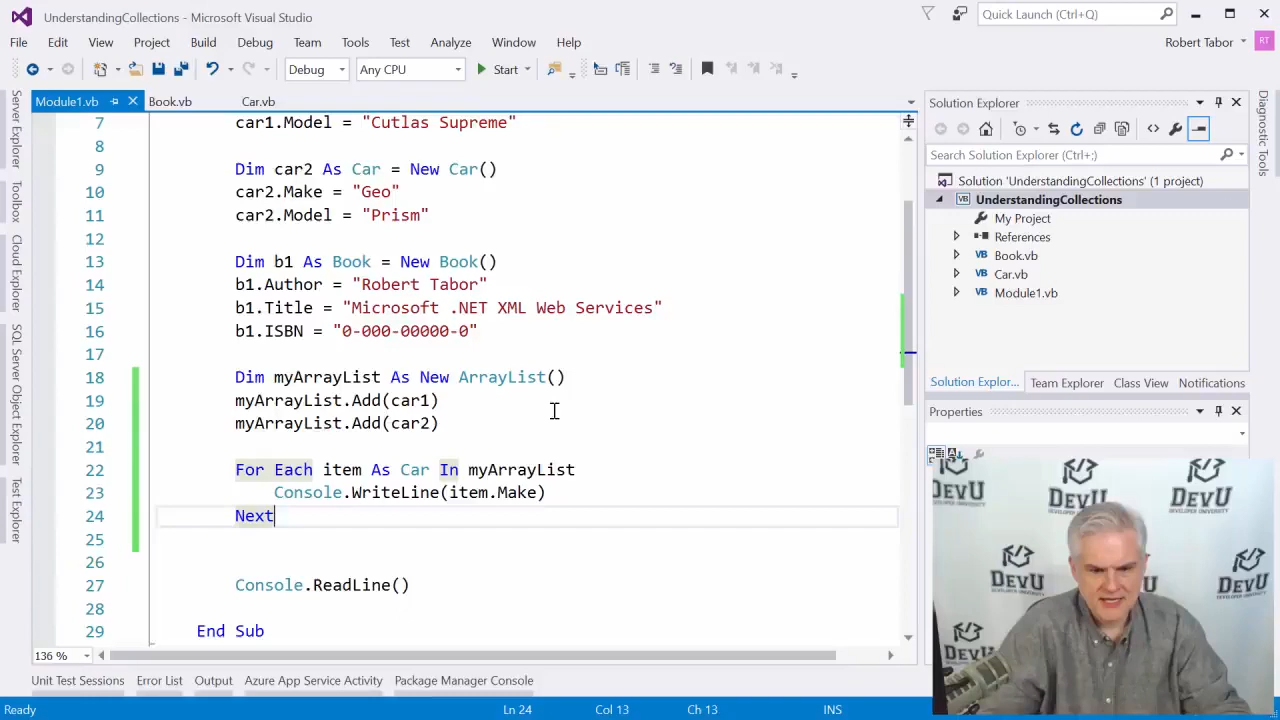 UnderstandingCollections - Microsoft Visual Studio
Quick Launch (Ctrl+Q)
File Edit View Project Build Debug Team Tools Test Analyze Window Help
Robert Tabor RT
Debug Any CPU Start
Module1.vb Book.vb Car.vb
Server Explorer
Toolbox
Cloud Explorer
SQL Server Object Explorer
Test Explorer
7 car1.Model = "Cutlas Supreme"
8
9 Dim car2 As Car = New Car()
10 car2.Make = "Geo"
11 car2.Model = "Prism"
12
13 Dim b1 As Book = New Book()
14 b1.Author = "Robert Tabor"
15 b1.Title = "Microsoft .NET XML Web Services"
16 b1.ISBN = "0-000-00000-0"
17
18 Dim myArrayList As New ArrayList()
19 myArrayList.Add(car1)
20 myArrayList.Add(car2)
21
22 For Each item As Car In myArrayList
23 Console.WriteLine(item.Make)
24 Next
25
26
27 Console.ReadLine()
28
29 End Sub
136 %
Solution Explorer
Search Solution Explorer (Ctrl+;)
Solution 'UnderstandingCollections' (1 project)
VB UnderstandingCollections
My Project
References
VB Book.vb
VB Car.vb
VB Module1.vb
Solution Explor... Team Explorer Class View Notifications
Properties
Diagnostic Tools
DevU
DEVELOPER UNIVERSITY
DevU
DevU
Unit Test Sessions Error List Output Azure App Service Activity Package Manager Console
Ready Ln 24 Col 13 Ch 13 INS